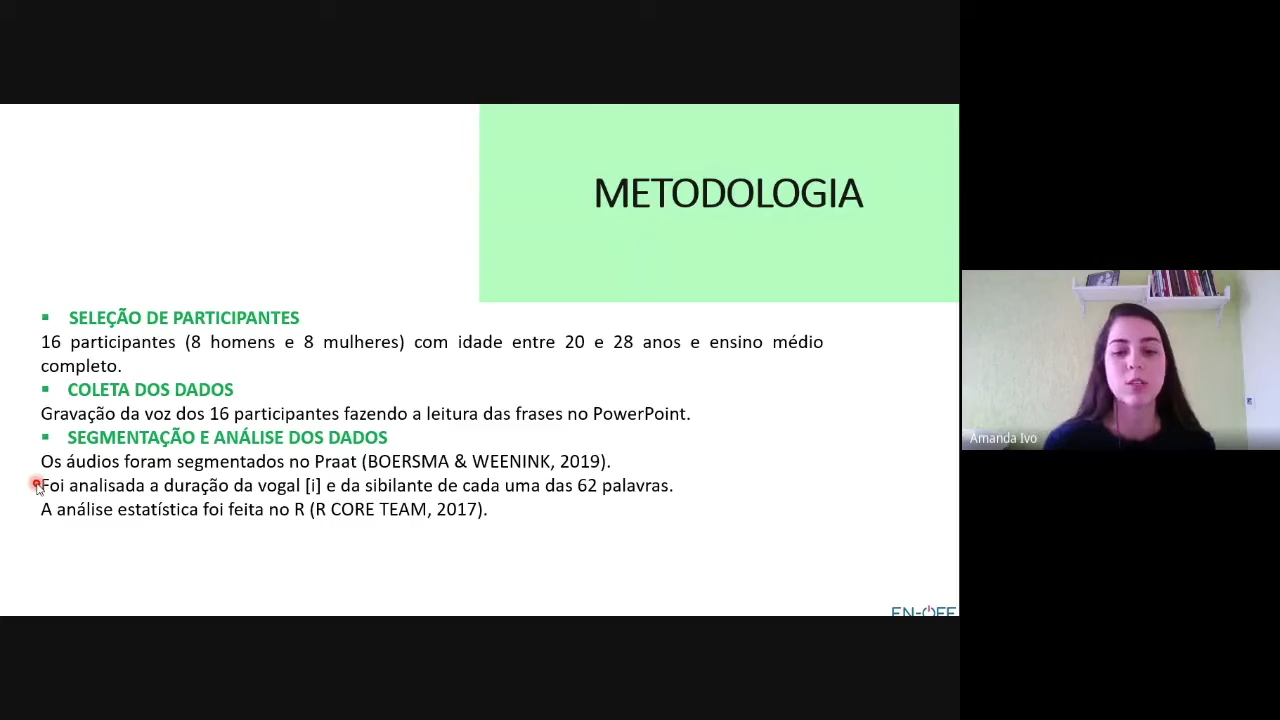 METODOLOGIA
▪ SELEÇÃO DE PARTICIPANTES
16 participantes (8 homens e 8 mulheres) com idade entre 20 e 28 anos e ensino médio
completo.
▪ COLETA DOS DADOS
Gravação da voz dos 16 participantes fazendo a leitura das frases no PowerPoint.
▪ SEGMENTAÇÃO E ANÁLISE DOS DADOS
Os áudios foram segmentados no Praat (BOERSMA & WEENINK, 2019).
Foi analisada a duração da vogal [i] e da sibilante de cada uma das 62 palavras.
A análise estatística foi feita no R (R CORE TEAM, 2017).
Amanda Ivo